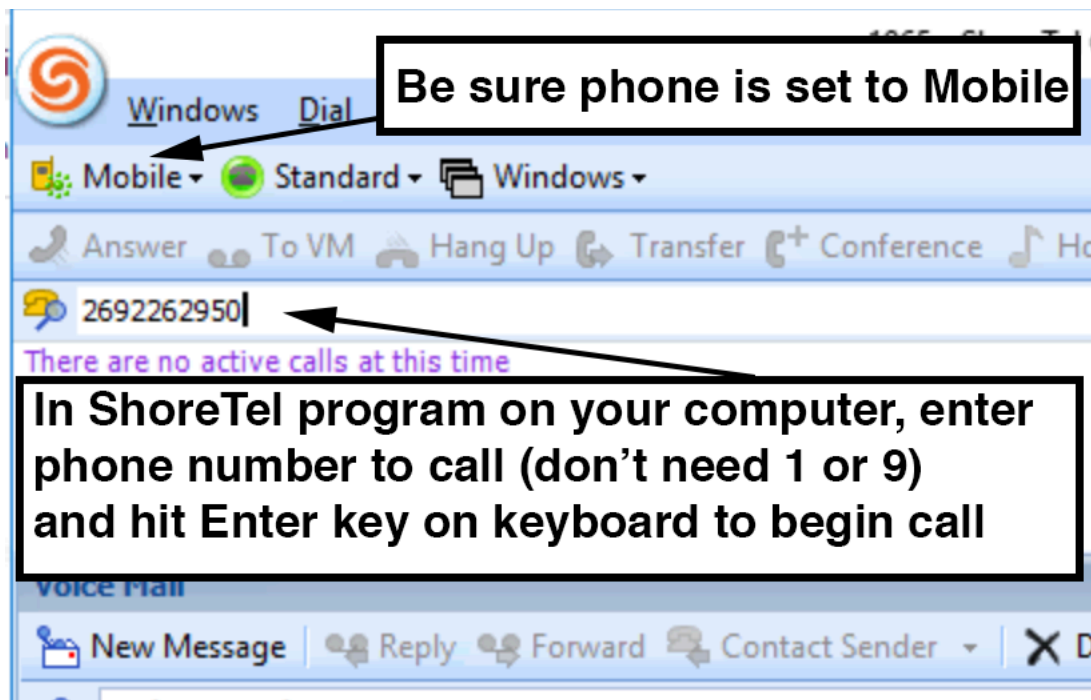 Be sure phone is set to Mobile
Windows Dial
Mobile Standard Windows
Answer To VM Hang Up Transfer Conference
2692262950
There are no active calls at this time
In ShoreTel program on your computer, enter
phone number to call (don't need 1 or 9)
and hit Enter key on keyboard to begin call
Voice Mail
New Message Reply Forward Contact Sender